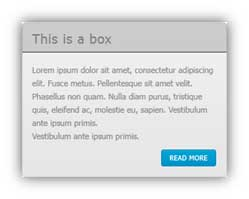 This is a box
Lorem ipsum dolor sit amet, consectetur adipiscing
elit. Fusce metus. Pellentesque sit amet velit.
Phasellus non quam. Nulla diam purus, tristique
quis, eleifend ac, molestie eu, sapien. Vestibulum
ante ipsum primis.
Vestibulum ante ipsum primis.
READ MORE